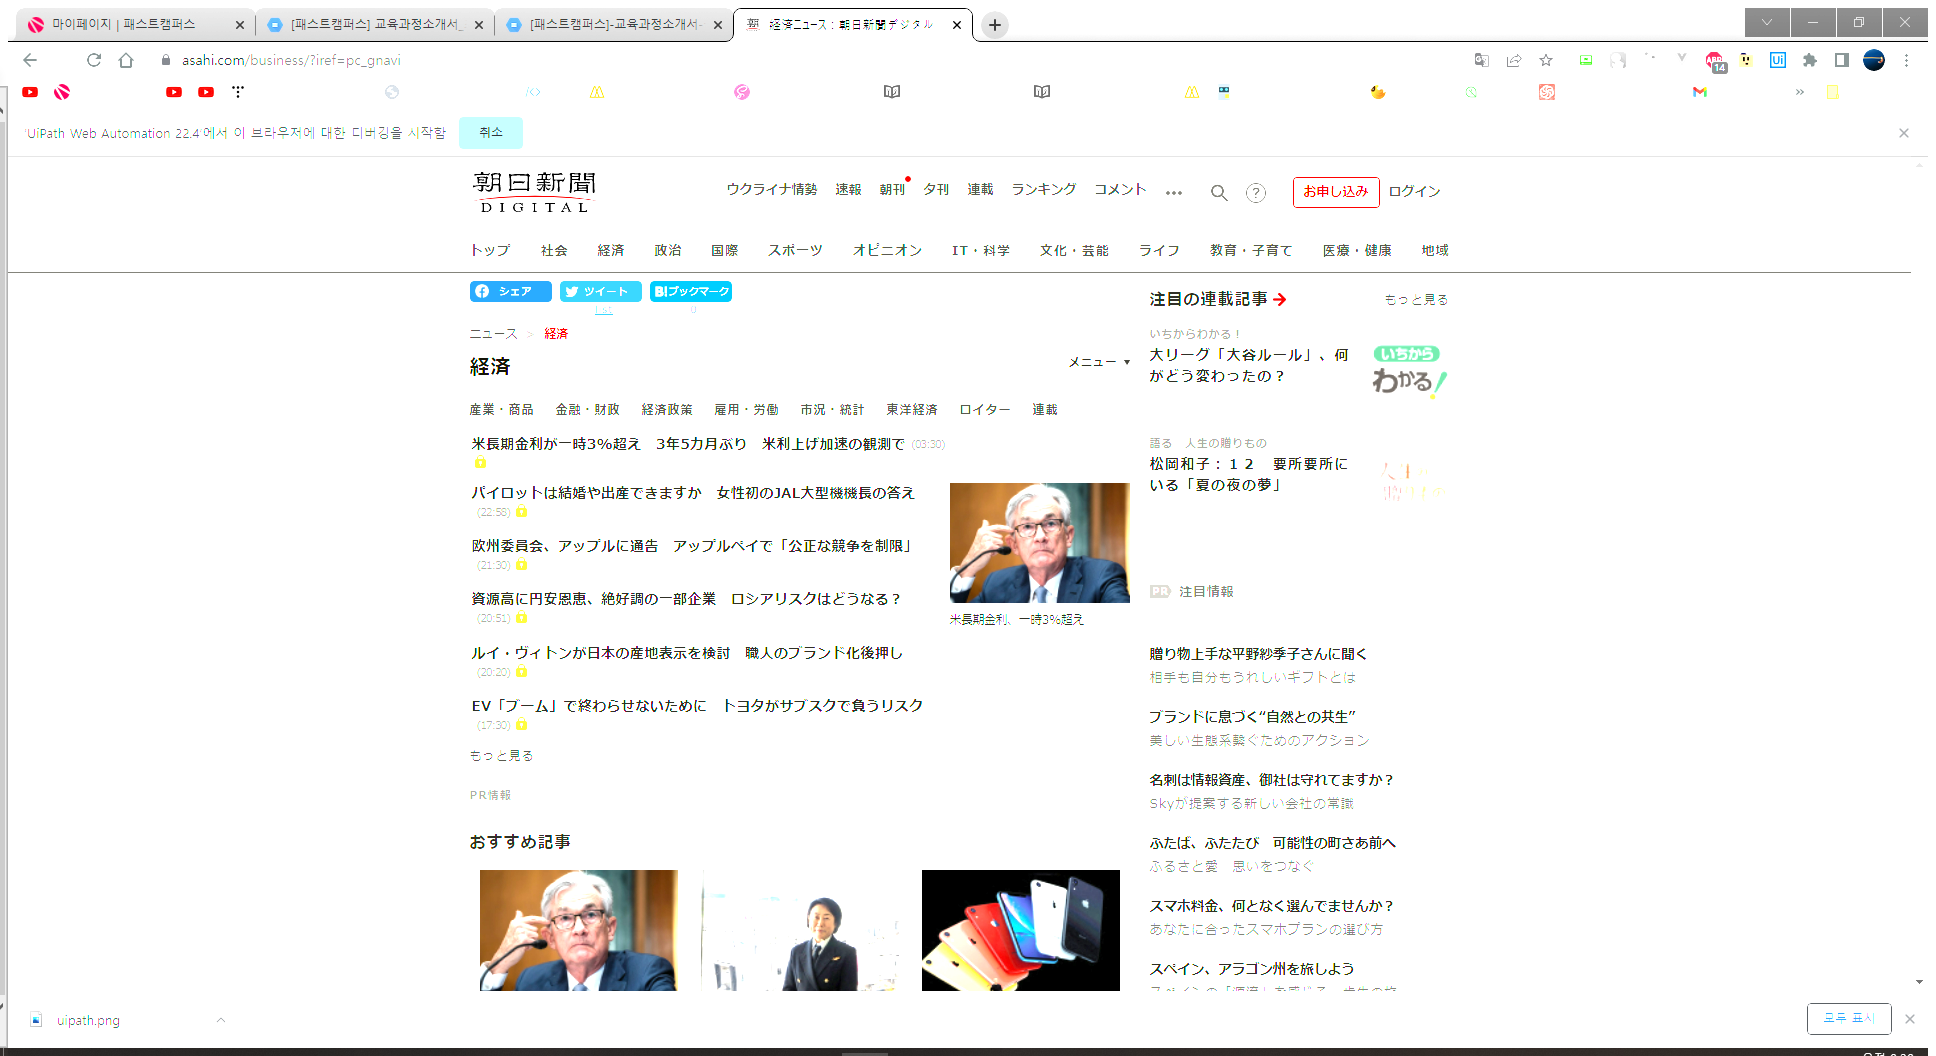 마이페이지 | 패스트캠퍼스
[패스트캠퍼스] 교육과정소개서_
[패스트캠퍼스]-교육과정소개서-
経済ニュース：朝日新聞デジタル
asahi.com/business/?iref=pc_gnavi
14
Ui
'UiPath Web Automation 22.4'에서 이 브라우저에 대한 디버깅을 시작함
취소
朝日新聞
DIGITAL
ウクライナ情勢 速報 朝刊 夕刊 連載 ランキング コメント ...
お申し込み
ログイン
トップ 社会 経済 政治 国際 スポーツ オピニオン IT・科学 文化・芸能 ライフ 教育・子育て 医療・健康 地域
シェア ツイート B!ブックマーク
list 0
ニュース > 経済
経済
メニュー ▼
産業・商品 金融・財政 経済政策 雇用・労働 市況・統計 東洋経済 ロイター 連載
米長期金利が一時3%超え　3年5カ月ぶり　米利上げ加速の観測で (03:30)
パイロットは結婚や出産できますか　女性初のJAL大型機機長の答え
(22:58)
欧州委員会、アップルに通告　アップルペイで「公正な競争を制限」
(21:30)
資源高に円安恩恵、絶好調の一部企業　ロシアリスクはどうなる？
(20:51)
ルイ・ヴィトンが日本の産地表示を検討　職人のブランド化後押し
(20:20)
EV「ブーム」で終わらせないために　トヨタがサブスクで負うリスク
(17:30)
もっと見る
米長期金利、一時3%超え
PR情報
おすすめ記事
注目の連載記事
もっと見る
いちからわかる！
大リーグ「大谷ルール」、何
がどう変わったの？
いちから
わかる!
語る　人生の贈りもの
松岡和子：１２　要所要所に
いる「夏の夜の夢」
PR 注目情報
贈り物上手な平野紗季子さんに聞く
相手も自分もうれしいギフトとは
ブランドに息づく“自然との共生”
美しい生態系繋ぐためのアクション
名刺は情報資産、御社は守れてますか？
Skyが提案する新しい会社の常識
ふたば、ふたたび　可能性の町さあ前へ
ふるさと愛　思いをつなぐ
スマホ料金、何となく選んでませんか？
あなたに合ったスマホプランの選び方
スペイン、アラゴン州を旅しよう
uipath.png
모두 표시